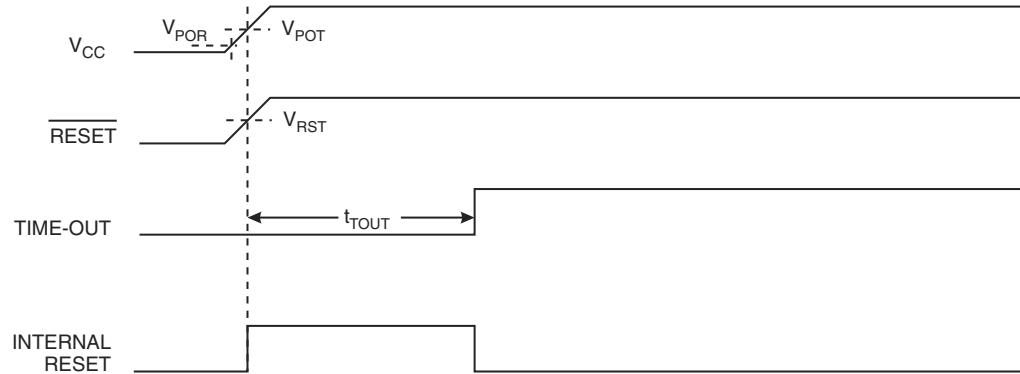 V_POR
V_POT
V_CC
RESET
V_RST
TIME-OUT
t_TOUT
INTERNAL
RESET